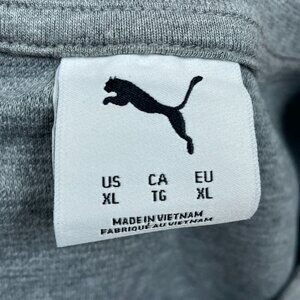 US CA EU
XL TG XL
MADE IN VIETNAM
FABRIQUÉ AU VIETNAM